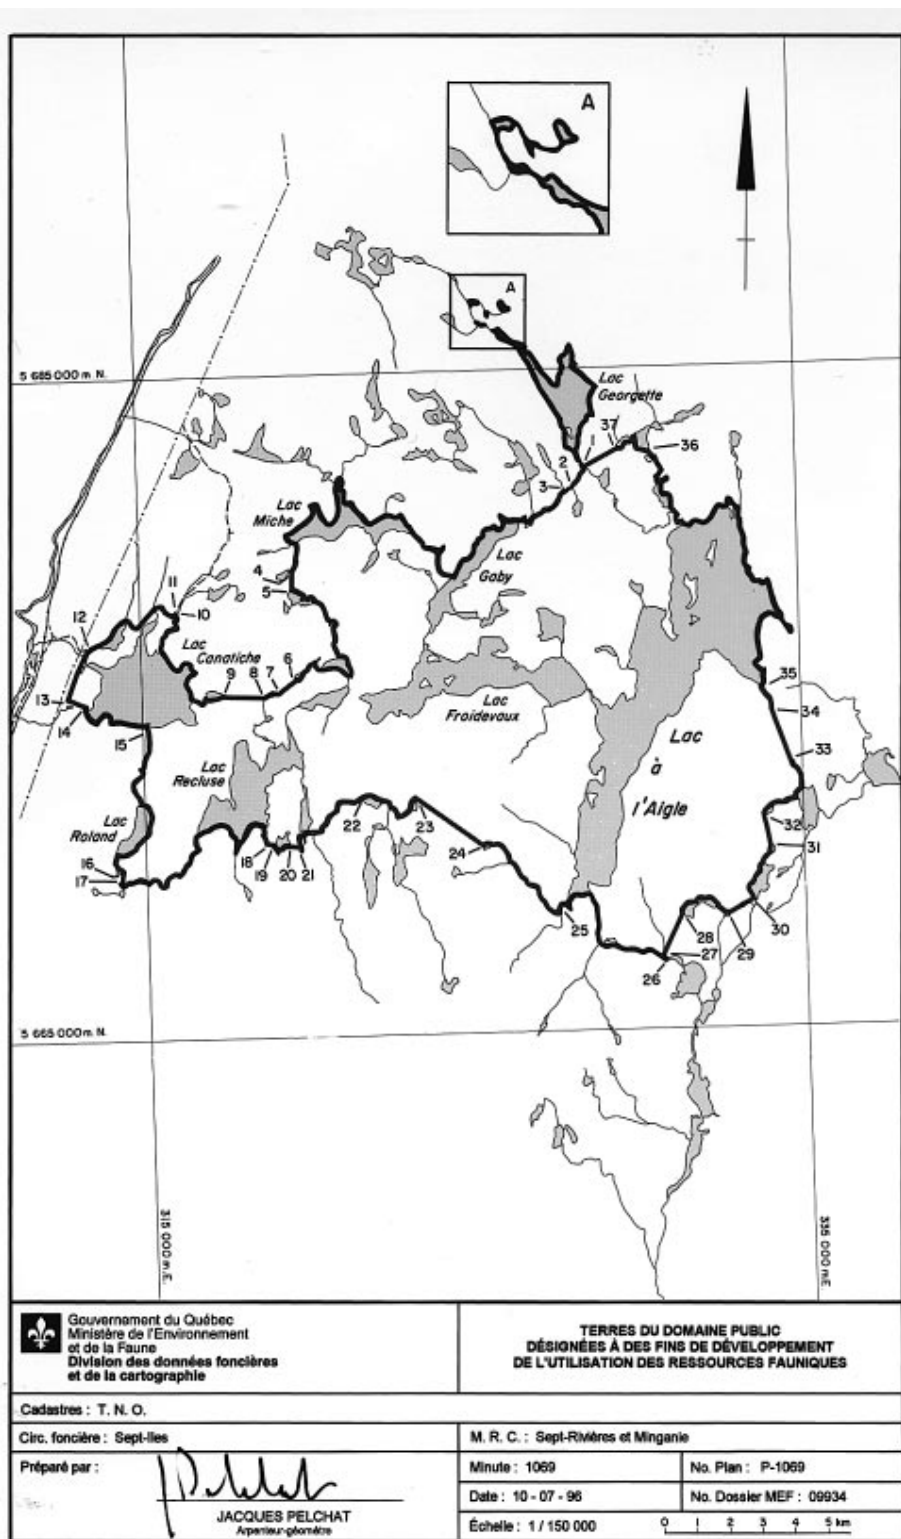 A
A
5 685 000 m. N.
Lac
Georgette
37
1
36
2
3
Lac
Miche
Lac
Gaby
4
5
11
10
12
Lac
Canatiche
6
7
8
9
13
14
15
35
34
Lac
Froidevaux
33
Lac
à
l'Aigle
Lac
Recluse
Lac
Roland
22
23
32
31
24
16
17
18
19
20
21
30
25
28
29
27
26
5 665 000 m. N.
315 000 m.E.
335 000 m.E.
Gouvernement du Québec
Ministère de l'Environnement
et de la Faune
Division des données foncières
et de la cartographie
TERRES DU DOMAINE PUBLIC
DÉSIGNÉES À DES FINS DE DÉVELOPPEMENT
DE L'UTILISATION DES RESSOURCES FAUNIQUES
Cadastres : T. N. O.
Circ. foncière : Sept-Iles
M. R. C. : Sept-Rivières et Minganie
Préparé par :
JACQUES PELCHAT
Arpenteur-géomètre
Minute : 1069
No. Plan : P-1069
Date : 10 - 07 - 96
No. Dossier MEF : 09934
Échelle : 1 / 150 000
0 1 2 3 4 5 km